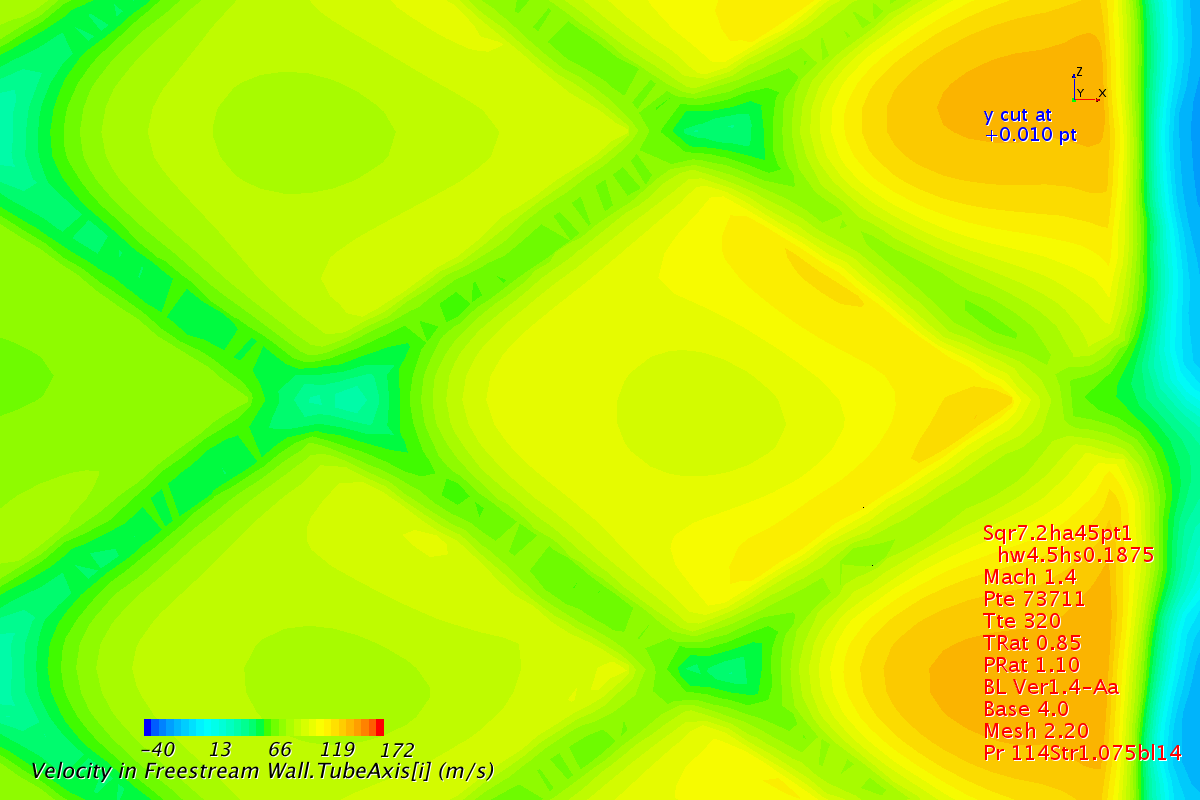 Z
Y X
y cut at
+0.010 pt
Sqr7.2ha45pt1
hw4.5hs0.1875
Mach 1.4
Pte 73711
Tte 320
TRat 0.85
PRat 1.10
BL Ver1.4-Aa
Base 4.0
Mesh 2.20
Pr 114Str1.075bl14
-40 13 66 119 172
Velocity in Freestream Wall.TubeAxis[i] (m/s)